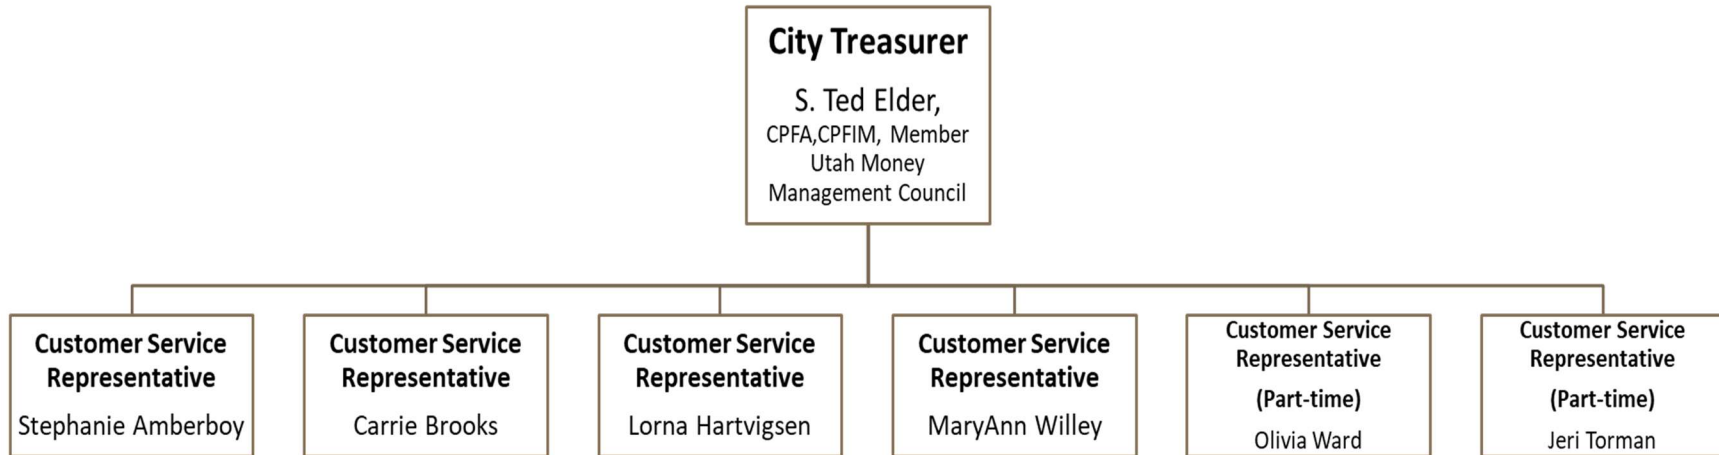 City Treasurer
S. Ted Elder,
CPFA,CPFIM, Member
Utah Money
Management Council
Customer Service
Representative
Stephanie Amberboy
Customer Service
Representative
Carrie Brooks
Customer Service
Representative
Lorna Hartvigsen
Customer Service
Representative
MaryAnn Willey
Customer Service
Representative
(Part-time)
Olivia Ward
Customer Service
Representative
(Part-time)
Jeri Torman